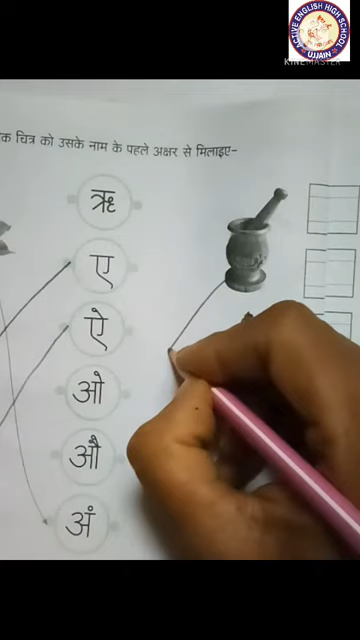 ACTIVE ENGLISH HIGH SCHOOL
UJJAIN
KINEMASTER
चित्र को उसके नाम के पहले अक्षर से मिलाइए-
ऋ
ए
ऐ
ओ
औ
अं